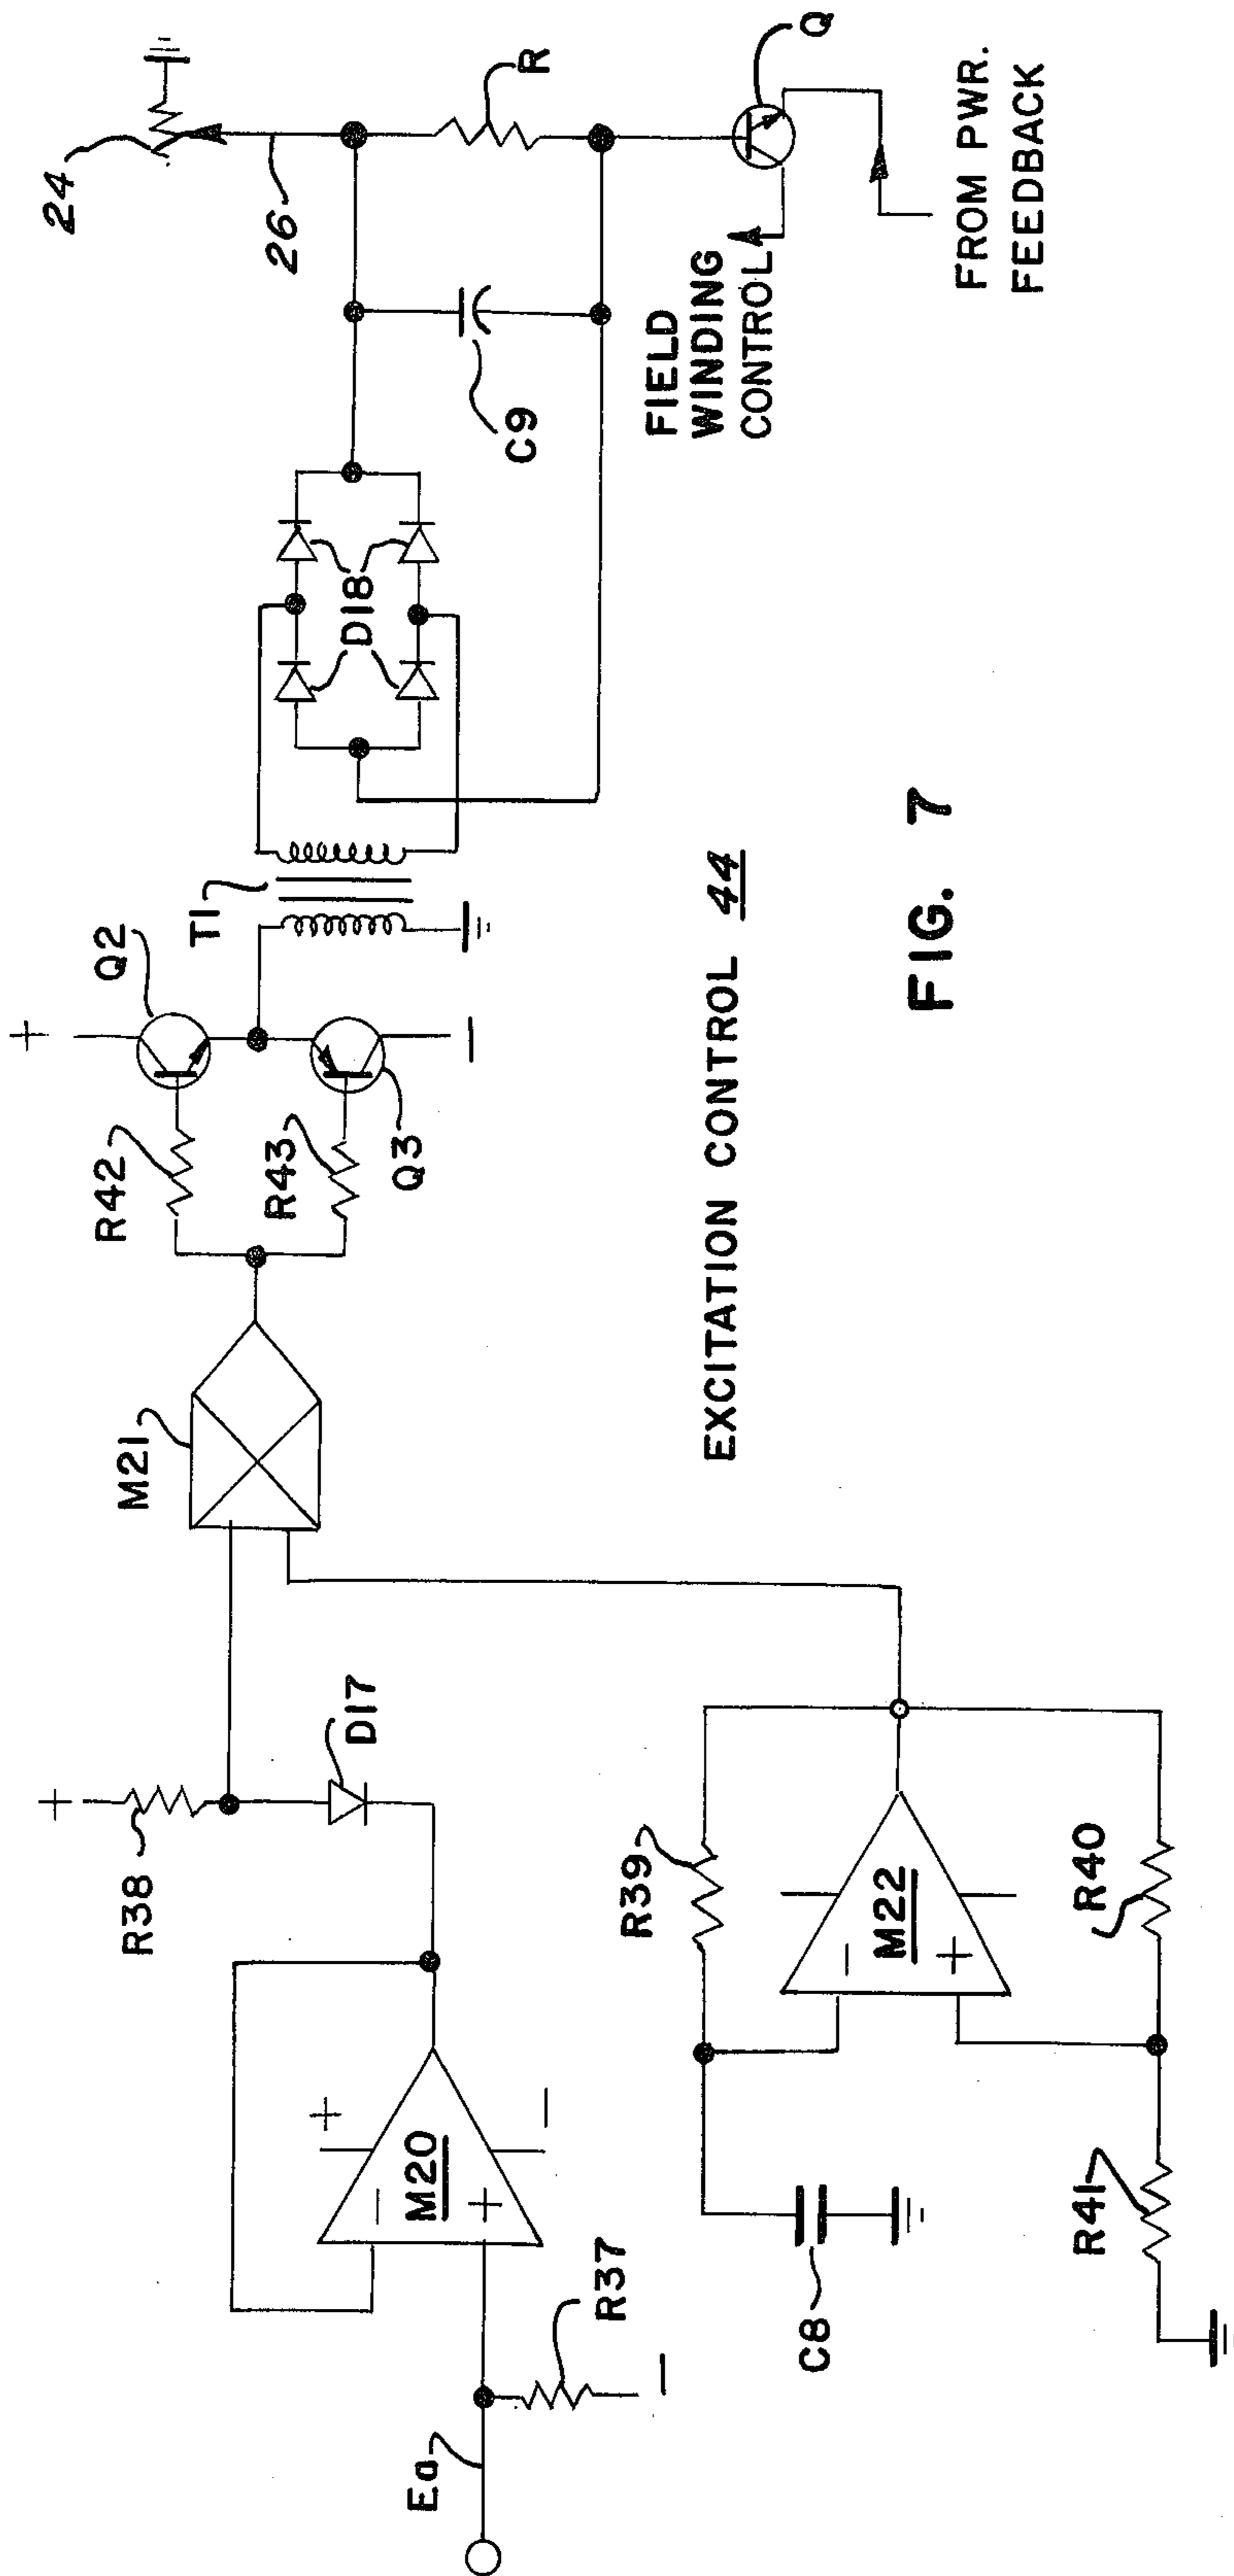 Ea
R37
M20
+
−
−
+
R38
+
D17
C8
R41
R39
M22
−
+
R40
M21
R42
R43
Q2
+
Q3
−
T1
D18
C9
24
26
R
Q
FIELD
WINDING
CONTROL
FROM PWR.
FEEDBACK
−
EXCITATION CONTROL 44
FIG. 7